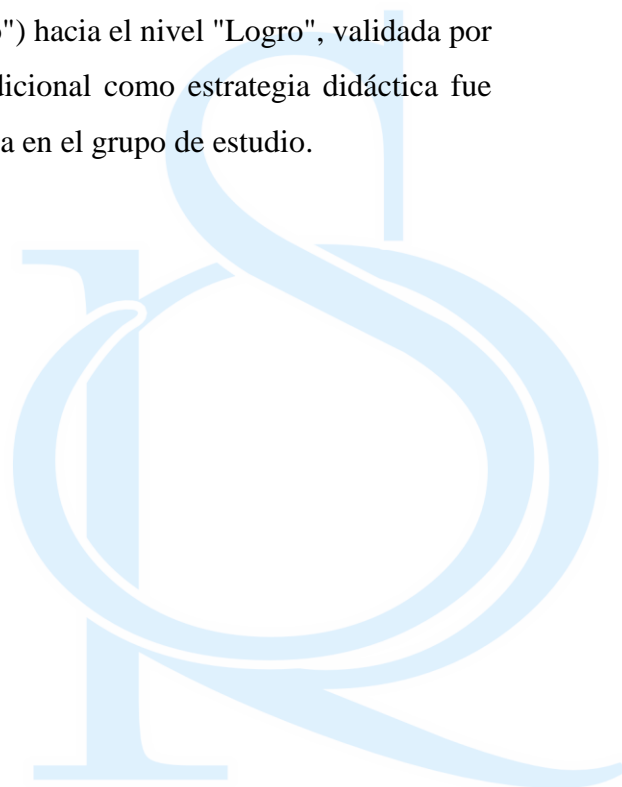 ") hacia el nivel "Logro", validada por
dicional como estrategia didáctica fue
a en el grupo de estudio.